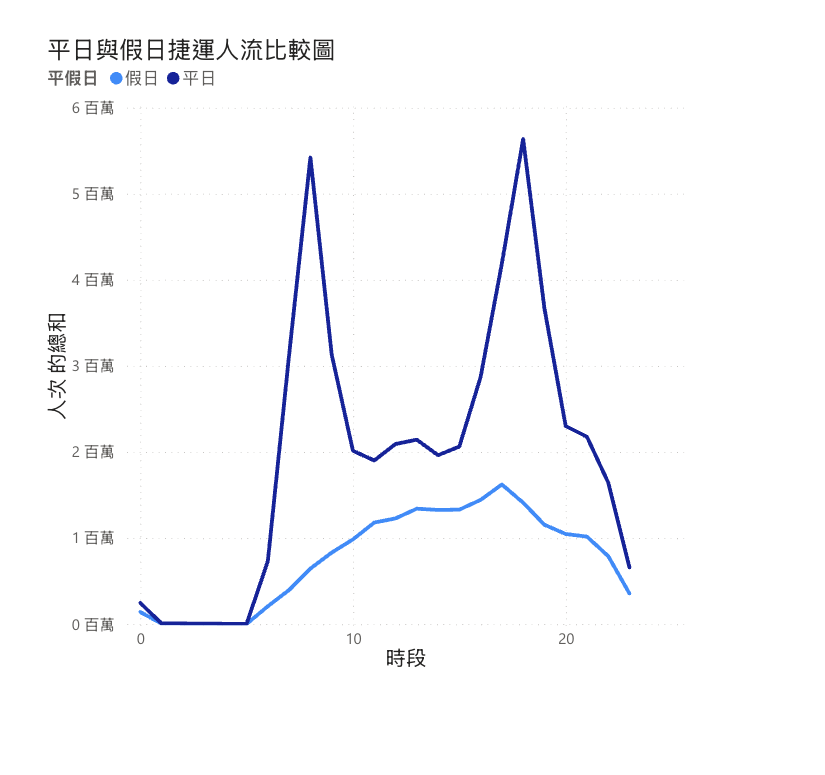 平日與假日捷運人流比較圖
平假日 假日 平日
6 百萬
5 百萬
4 百萬
3 百萬
2 百萬
1 百萬
0 百萬
人次 的總和
0 10 20
時段